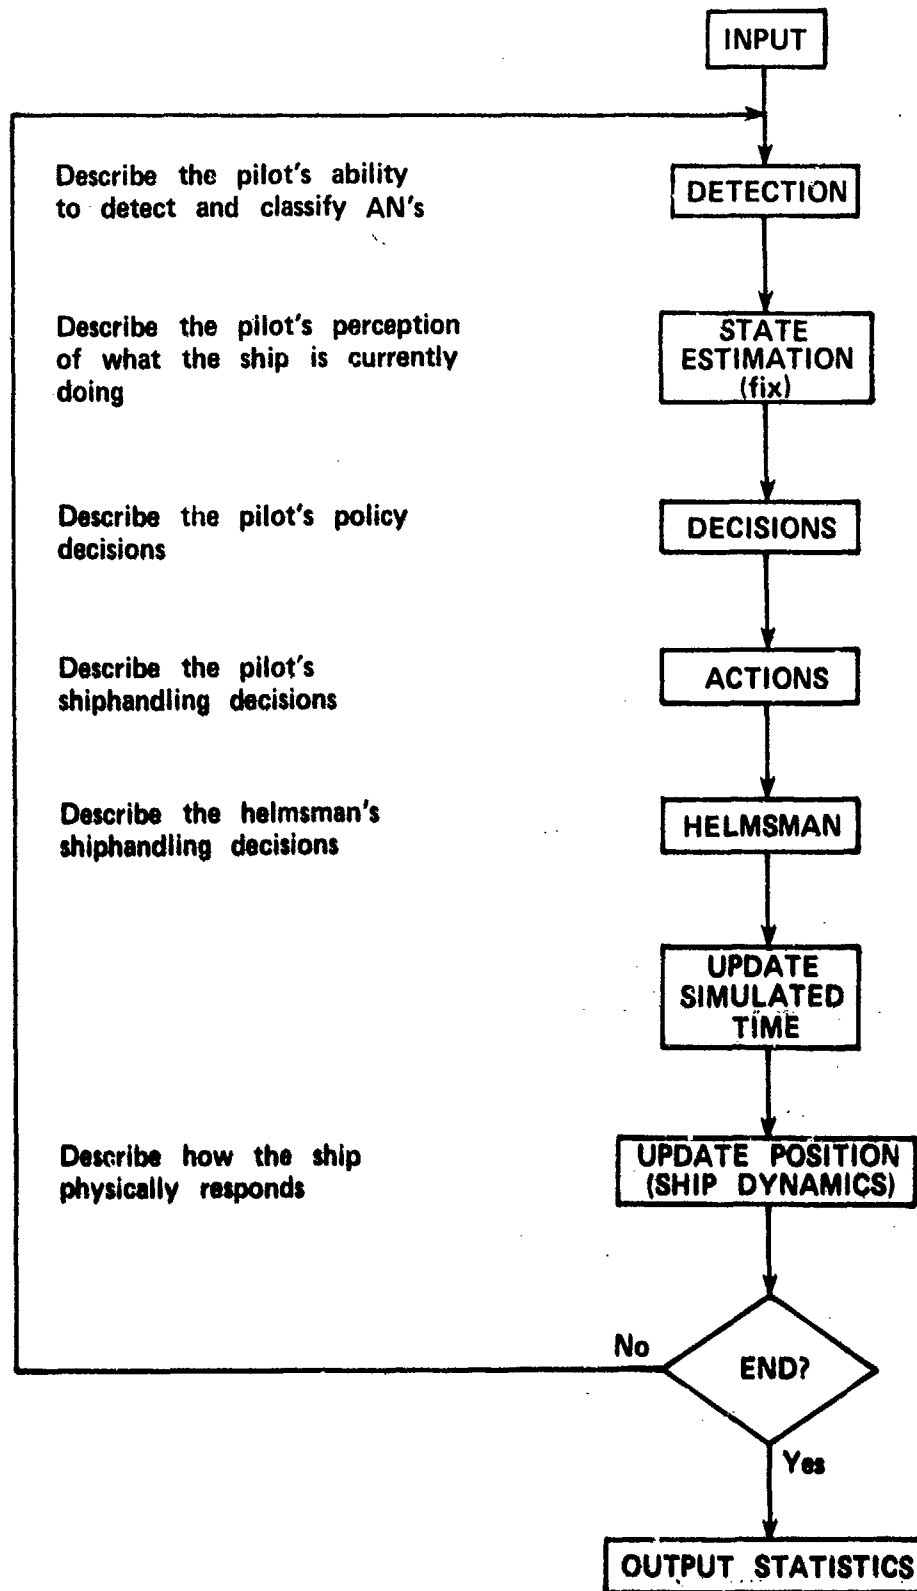 INPUT
Describe the pilot's ability
to detect and classify AN's
DETECTION
Describe the pilot's perception
of what the ship is currently
doing
STATE
ESTIMATION
(fix)
Describe the pilot's policy
decisions
DECISIONS
Describe the pilot's
shiphandling decisions
ACTIONS
Describe the helmsman's
shiphandling decisions
HELMSMAN
UPDATE
SIMULATED
TIME
Describe how the ship
physically responds
UPDATE POSITION
(SHIP DYNAMICS)
No
END?
Yes
OUTPUT STATISTICS